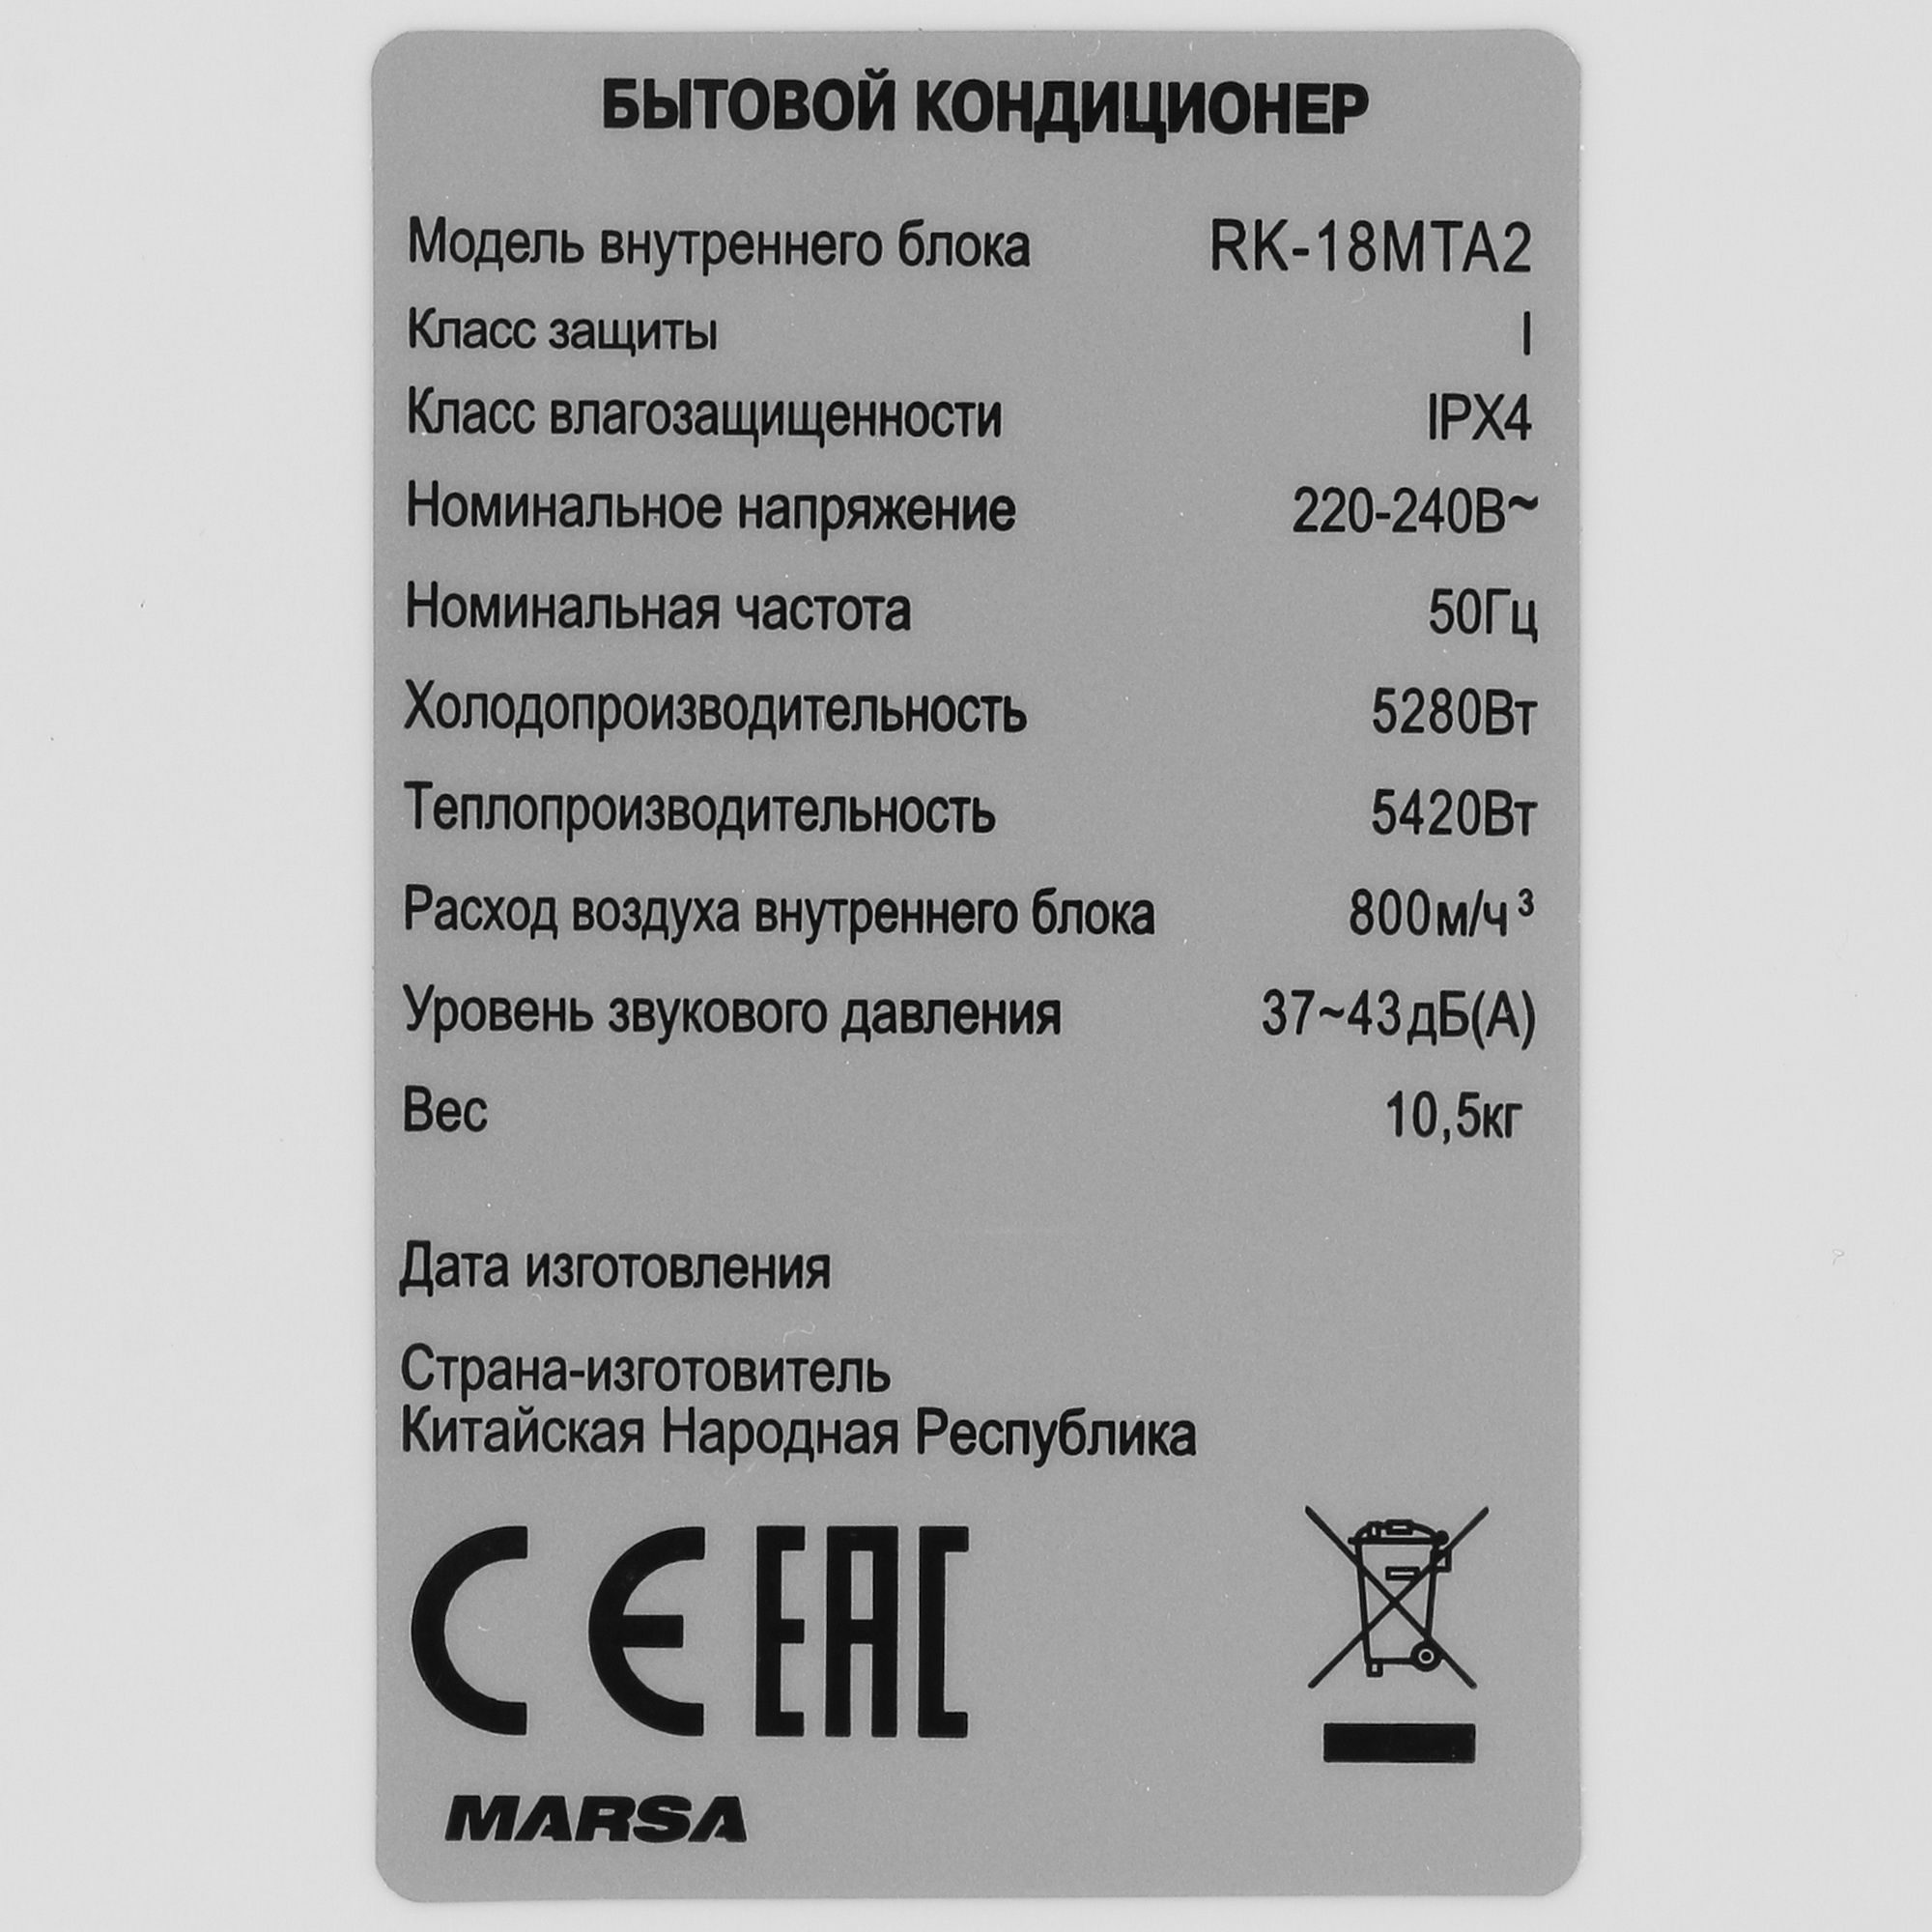 БЫТОВОЙ КОНДИЦИОНЕР
Модель внутреннего блока RK-18MTA2
Класс защиты I
Класс влагозащищенности IPX4
Номинальное напряжение 220-240В~
Номинальная частота 50Гц
Холодопроизводительность 5280Вт
Теплопроизводительность 5420Вт
Расход воздуха внутреннего блока 800м/ч³
Уровень звукового давления 37~43дБ(А)
Вес 10,5кг
Дата изготовления
Страна-изготовитель
Китайская Народная Республика
CE EAC
MARSA